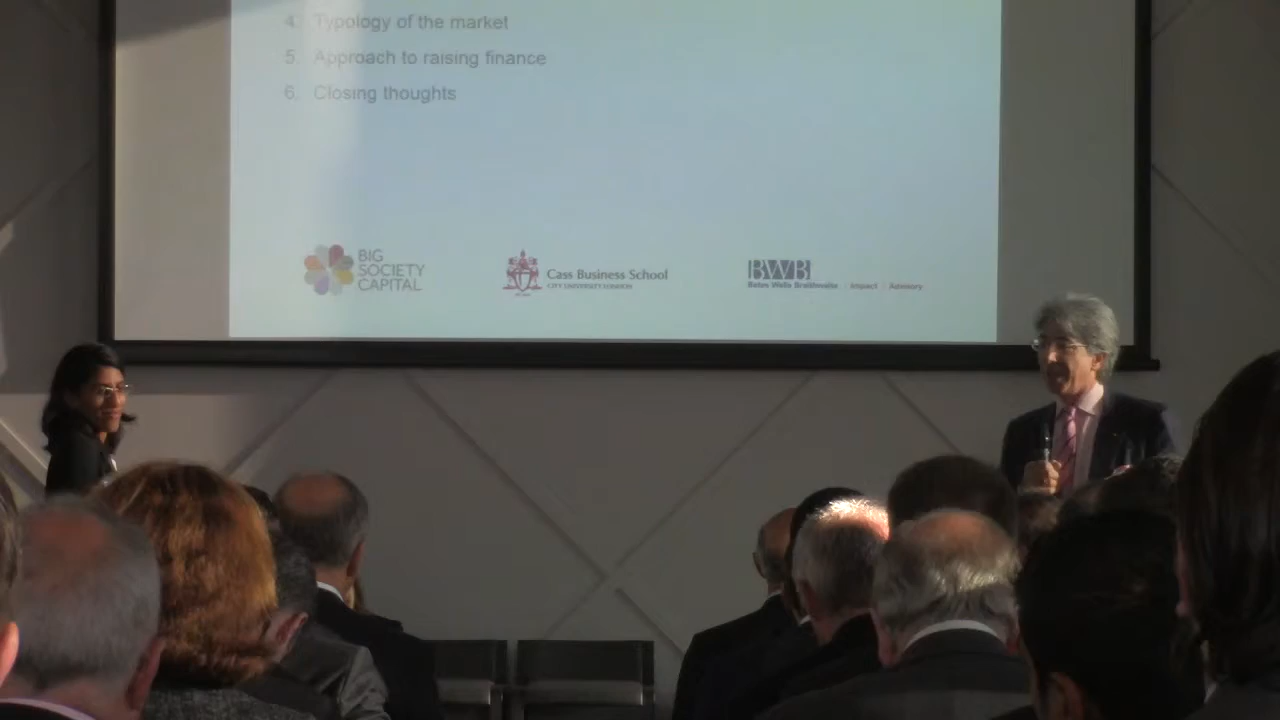 4. Typology of the market
5. Approach to raising finance
6. Closing thoughts
BIG
SOCIETY
CAPITAL
Cass Business School
CITY UNIVERSITY LONDON
BWB
Bates Wells Braithwaite | Impact | Advisory